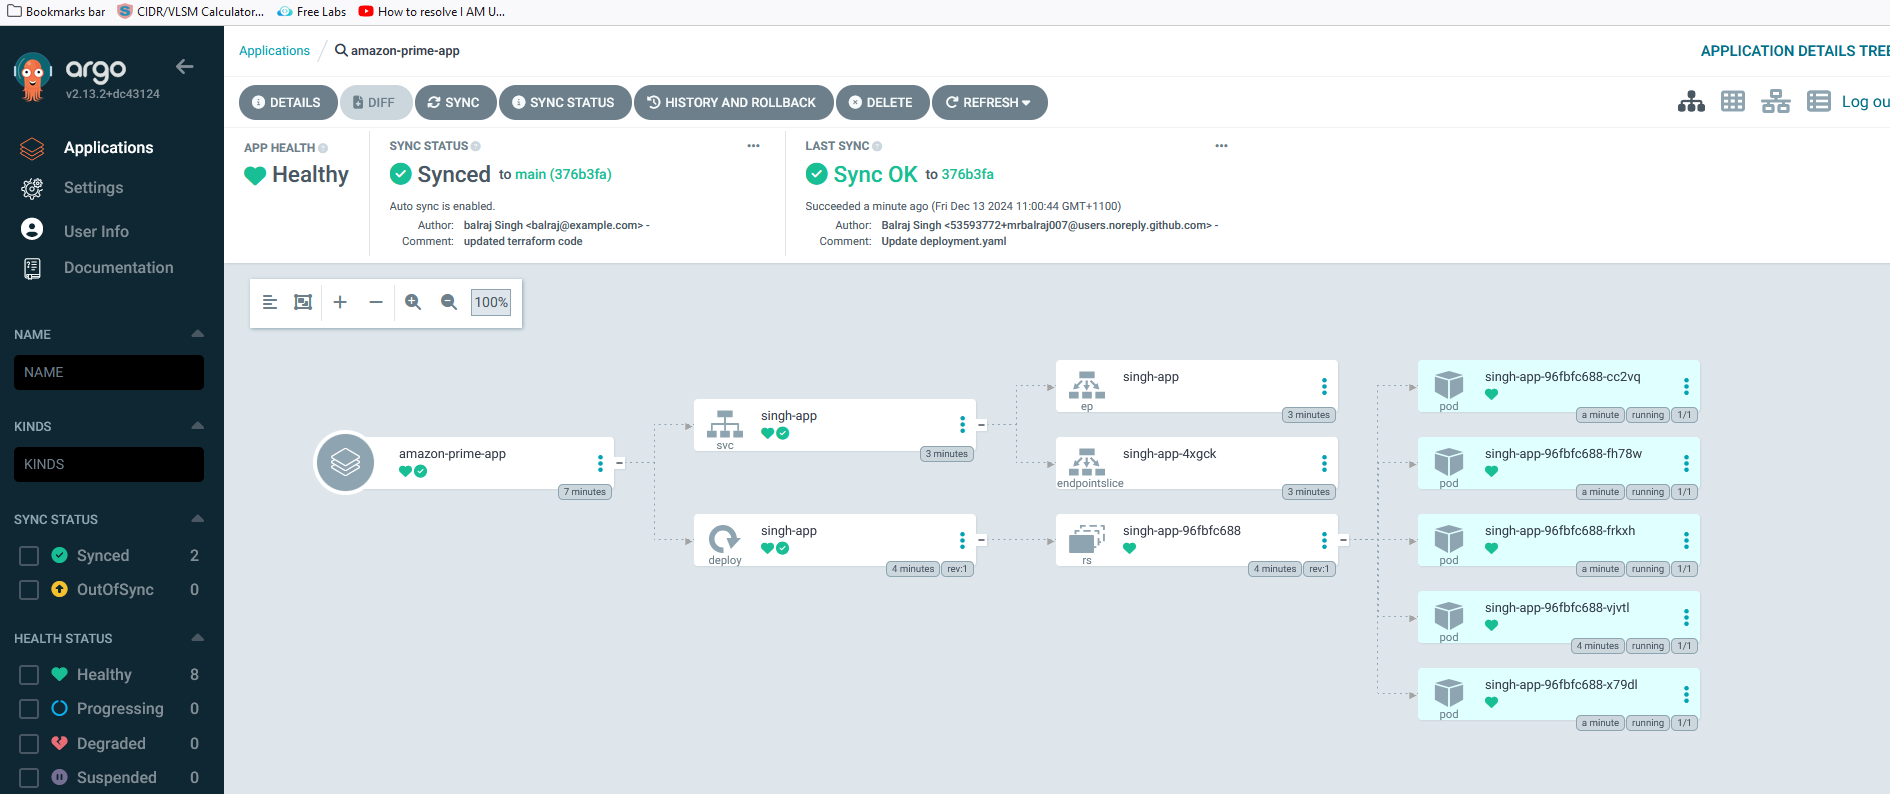 Bookmarks bar CIDR/VLSM Calculator... Free Labs How to resolve I AM U...
argo
v2.13.2+dc43124
Applications
Settings
User Info
Documentation
NAME
NAME
KINDS
KINDS
SYNC STATUS
Synced 2
OutOfSync 0
HEALTH STATUS
Healthy 8
Progressing 0
Degraded 0
Suspended 0
Applications / amazon-prime-app
APPLICATION DETAILS TREE
DETAILS DIFF SYNC SYNC STATUS HISTORY AND ROLLBACK DELETE REFRESH
Log ou
APP HEALTH
Healthy
SYNC STATUS
Synced to main (376b3fa)
Auto sync is enabled.
Author: balraj Singh <balraj@example.com> -
Comment: updated terraform code
LAST SYNC
Sync OK to 376b3fa
Succeeded a minute ago (Fri Dec 13 2024 11:00:44 GMT+1100)
Author: Balraj Singh <53593772+mrbalraj007@users.noreply.github.com> -
Comment: Update deployment.yaml
100%
amazon-prime-app
7 minutes
singh-app
svc
3 minutes
singh-app
deploy
4 minutes rev:1
singh-app
ep
3 minutes
singh-app-4xgck
endpointslice
3 minutes
singh-app-96fbfc688
rs
4 minutes rev:1
singh-app-96fbfc688-cc2vq
pod
a minute running 1/1
singh-app-96fbfc688-fh78w
pod
a minute running 1/1
singh-app-96fbfc688-frkxh
pod
a minute running 1/1
singh-app-96fbfc688-vjvtl
pod
4 minutes running 1/1
singh-app-96fbfc688-x79dl
pod
a minute running 1/1